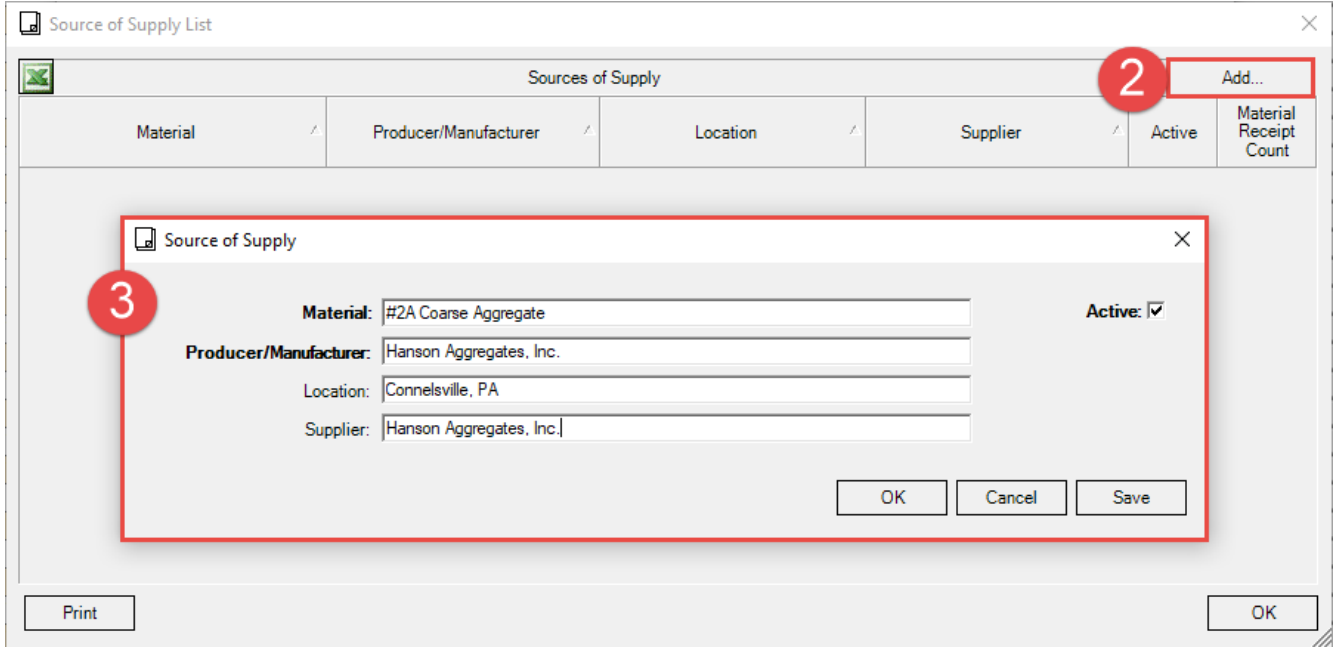 Source of Supply List
Sources of Supply
2
Add...
Material
Producer/Manufacturer
Location
Supplier
Active
Material
Receipt
Count
Source of Supply
3
Material: #2A Coarse Aggregate
Active:
Producer/Manufacturer: Hanson Aggregates, Inc.
Location: Connelsville, PA
Supplier: Hanson Aggregates, Inc.
OK
Cancel
Save
Print
OK